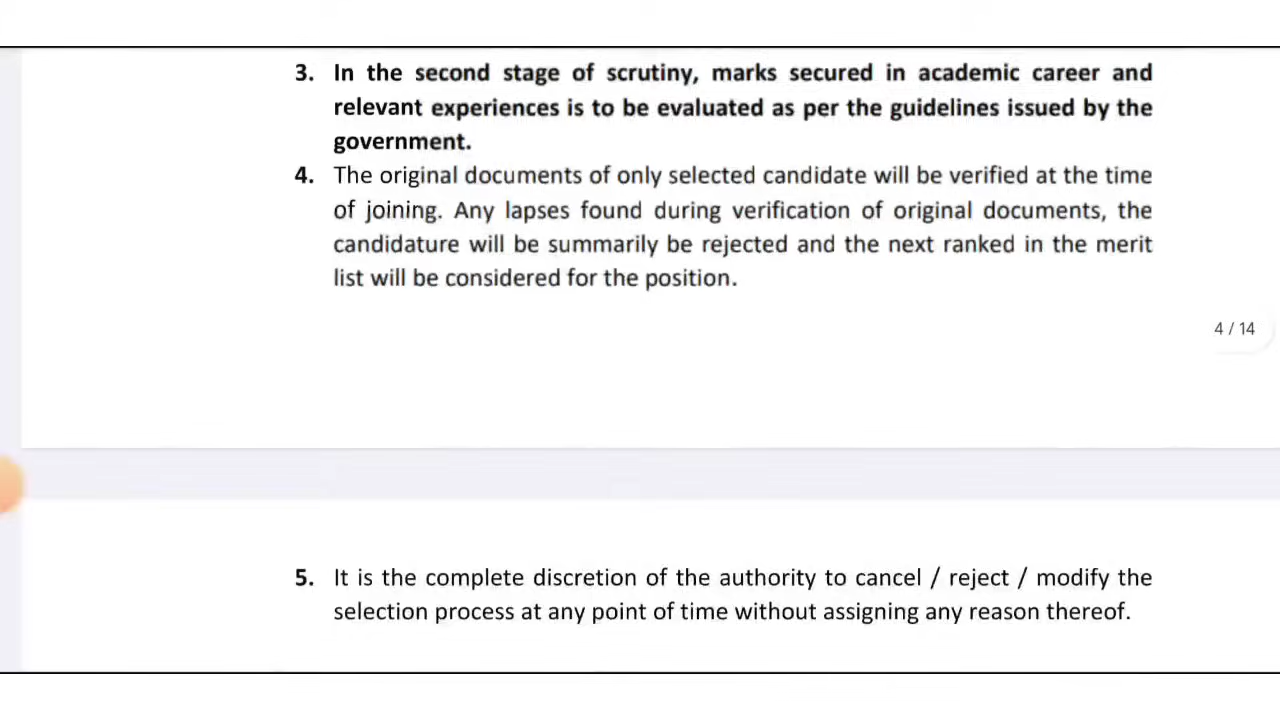 3. In the second stage of scrutiny, marks secured in academic career and
relevant experiences is to be evaluated as per the guidelines issued by the
government.
4. The original documents of only selected candidate will be verified at the time
of joining. Any lapses found during verification of original documents, the
candidature will be summarily be rejected and the next ranked in the merit
list will be considered for the position.
4 / 14
5. It is the complete discretion of the authority to cancel / reject / modify the
selection process at any point of time without assigning any reason thereof.